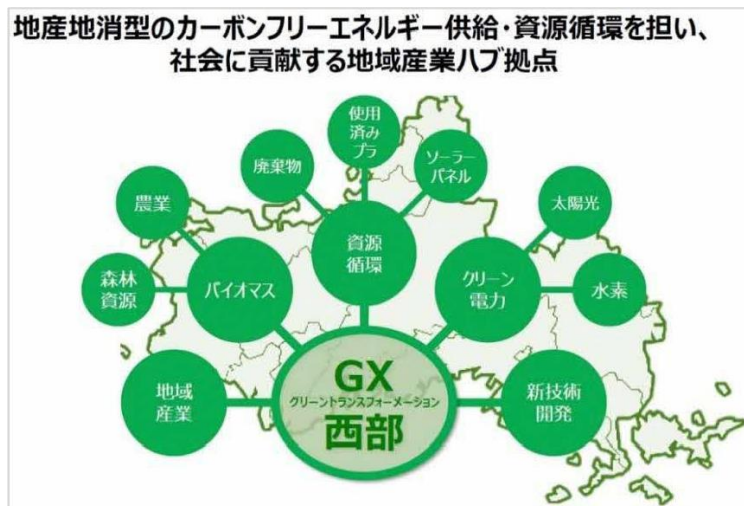 地産地消型のカーボンフリーエネルギー供給・資源循環を担い、
社会に貢献する地域産業ハブ拠点
使用
済み
プラ
廃棄物
ソーラー
パネル
農業
太陽光
資源
循環
森林
資源
バイオマス
クリーン
電力
水素
地域
産業
GX
グリーントランスフォーメーション
西部
新技術
開発